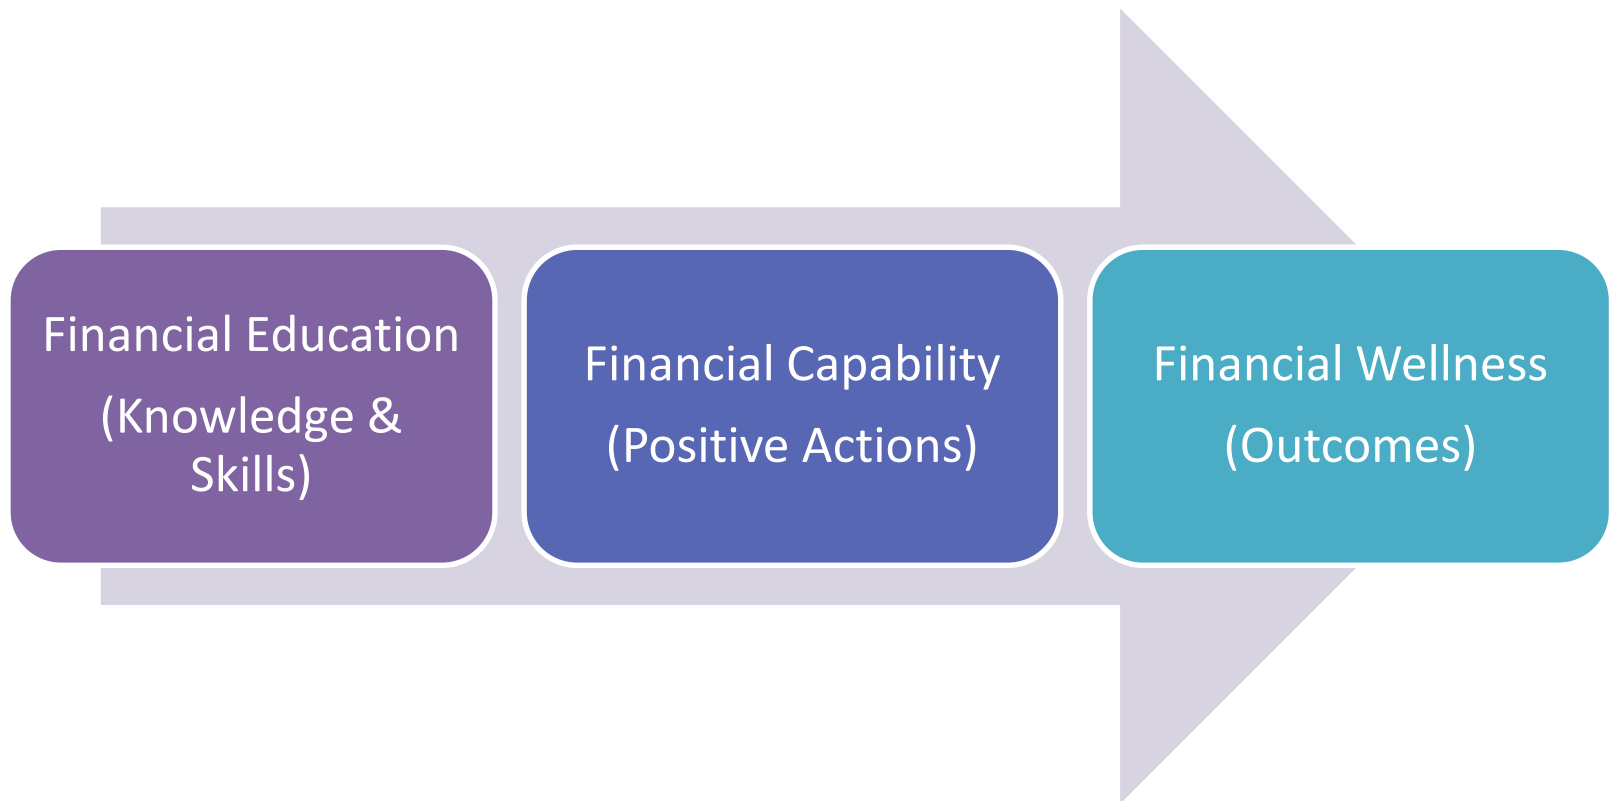 Financial Education
(Knowledge &
Skills)
Financial Capability
(Positive Actions)
Financial Wellness
(Outcomes)